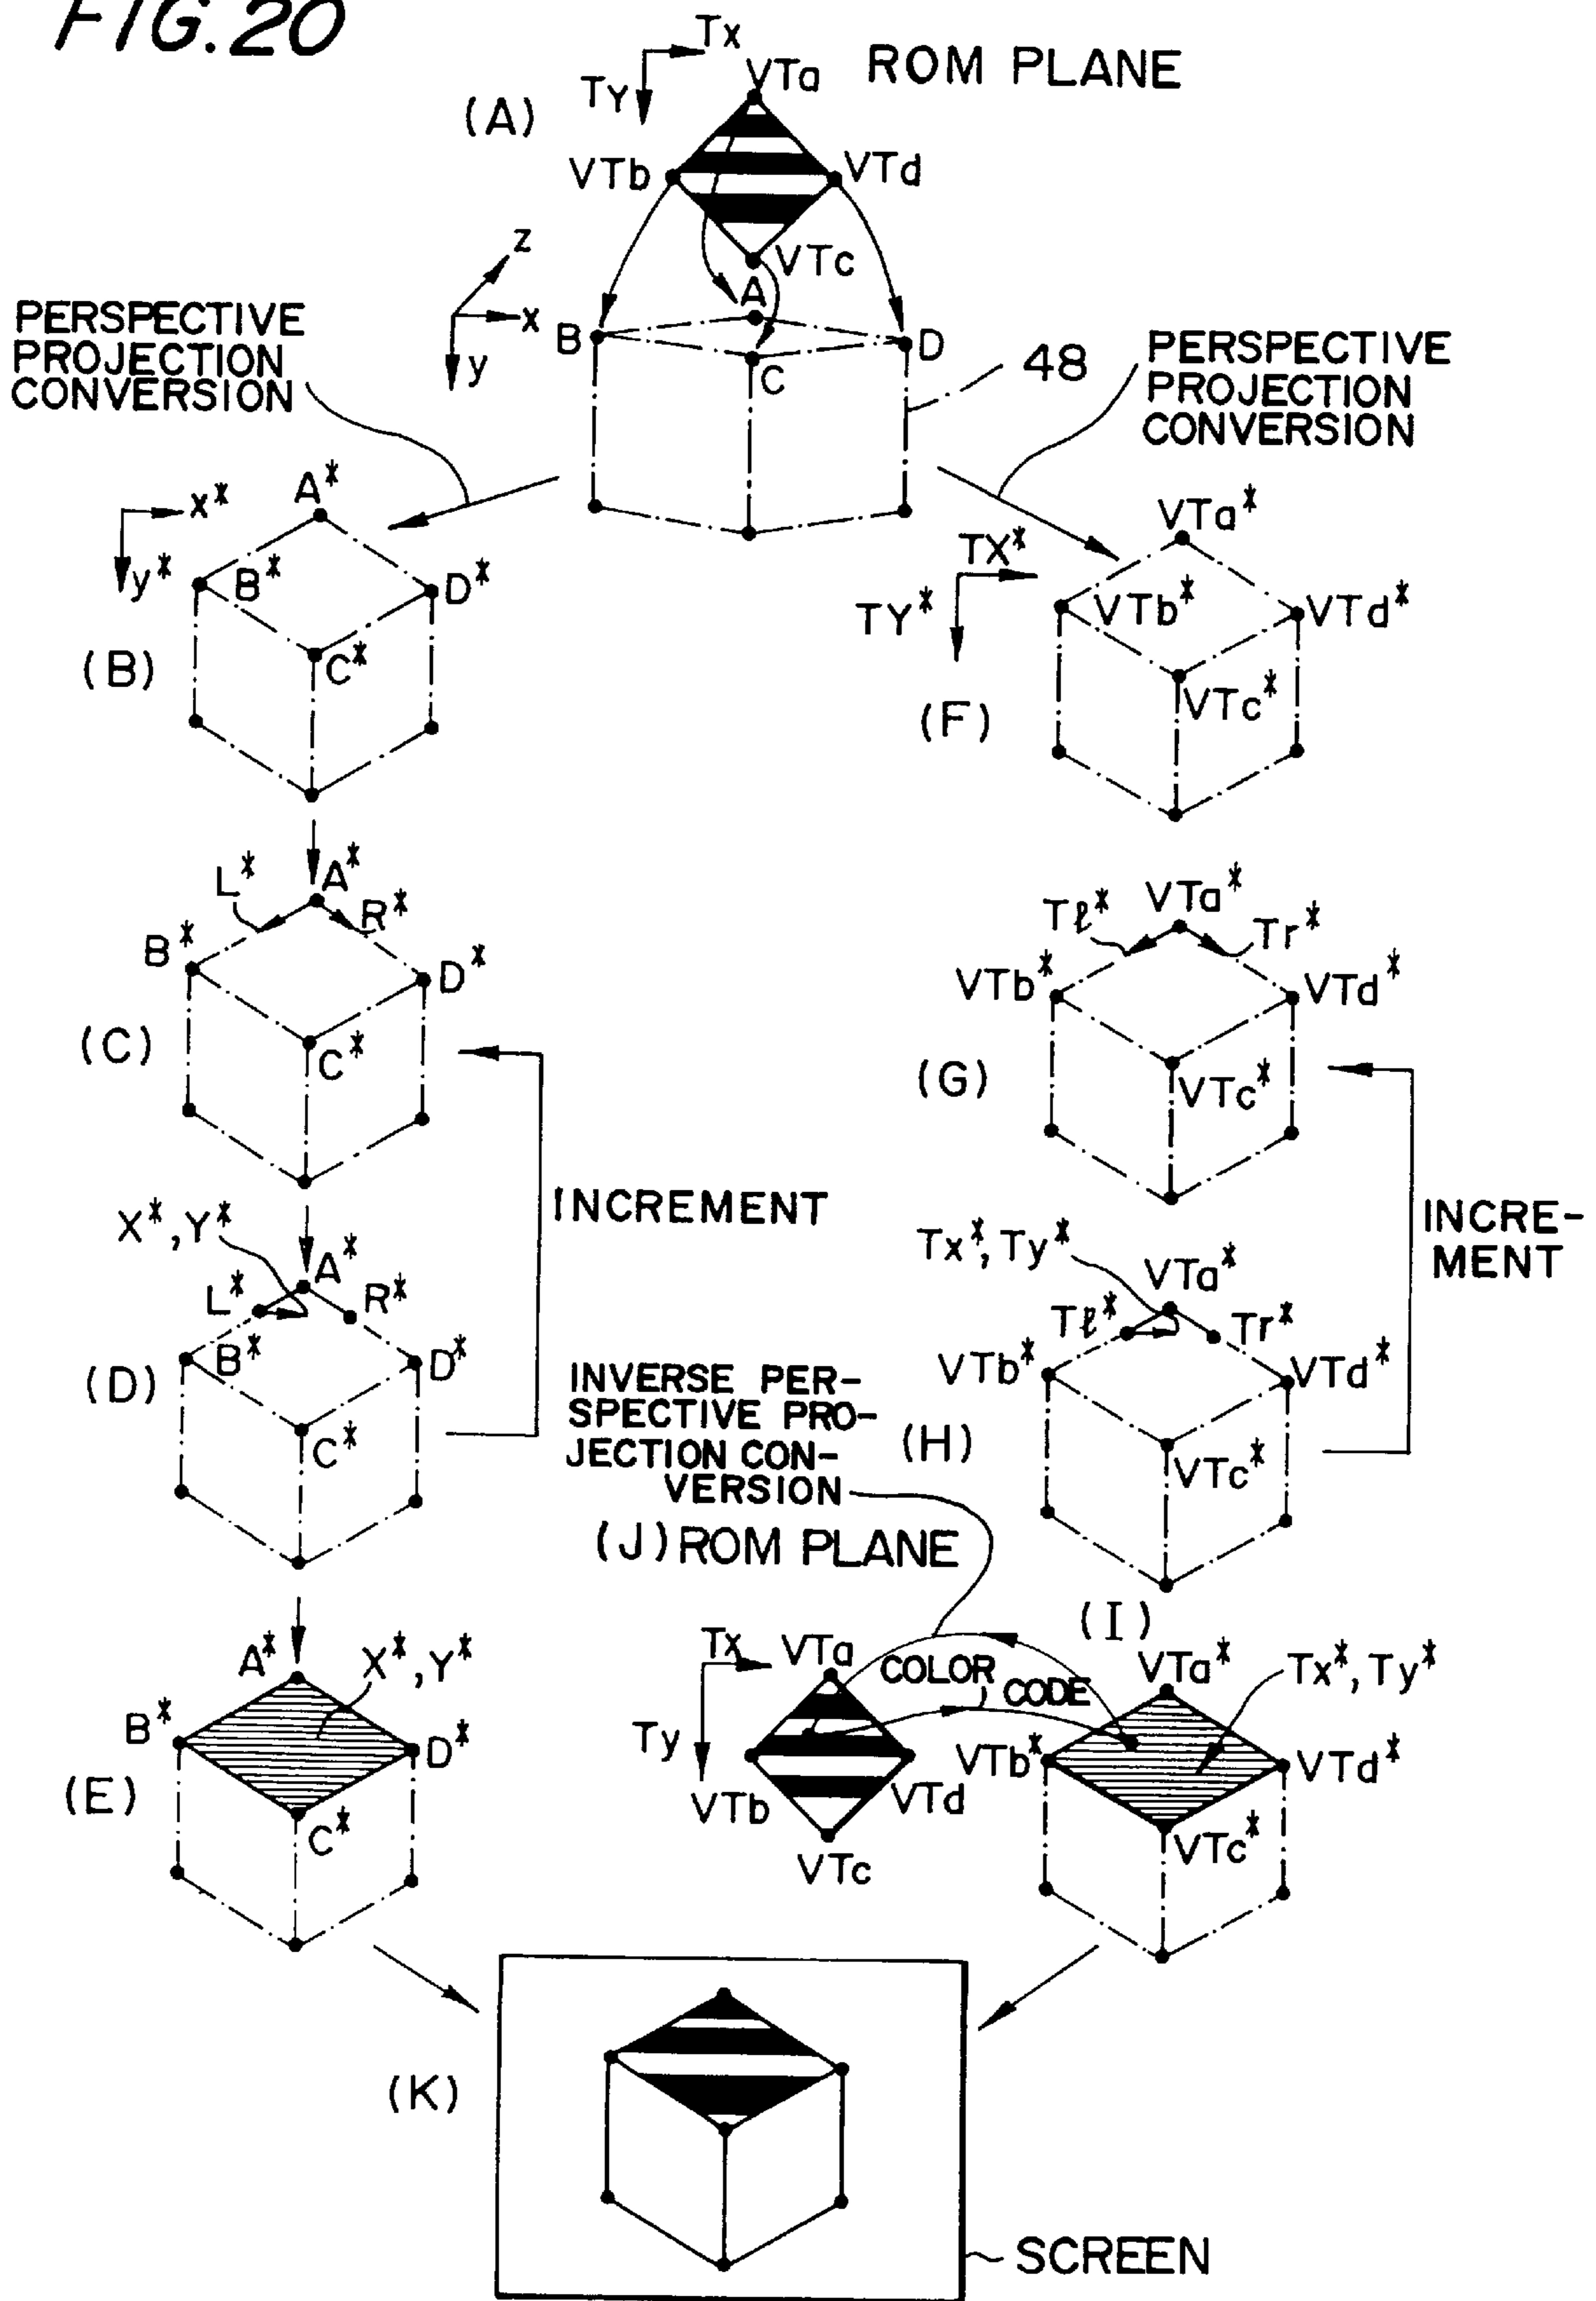 FIG. 20
Tx
TY
VTa
ROM PLANE
(A)
VTb
VTd
VTc
z
x
y
A
B
D
C
48
PERSPECTIVE
PROJECTION
CONVERSION
PERSPECTIVE
PROJECTION
CONVERSION
x*
y*
A*
B*
D*
C*
(B)
TX*
TY*
VTa*
VTb*
VTd*
VTc*
(F)
L*
A*
R*
B*
D*
C*
(C)
Tℓ*
VTa*
Tr*
VTb*
VTd*
VTc*
(G)
INCREMENT
INCRE-
MENT
X*, Y*
A*
L*
R*
B*
D*
C*
(D)
Tx*, Ty*
VTa*
Tℓ*
Tr*
VTb*
VTd*
VTc*
(H)
INVERSE PER-
SPECTIVE PRO-
JECTION CON-
VERSION
(J) ROM PLANE
A*
X*, Y*
B*
D*
C*
(E)
Tx
Ty
VTa
VTb
VTd
VTc
COLOR
CODE
(I)
VTa*
Tx*, Ty*
VTb*
VTd*
VTc*
(K)
SCREEN